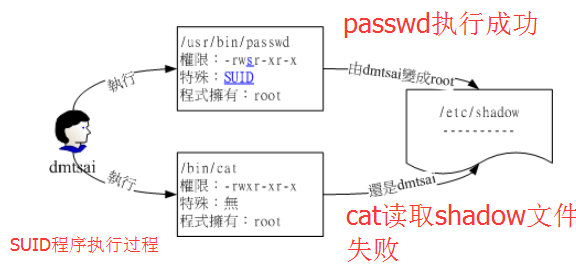 passwd执行成功
/usr/bin/passwd
權限：-rwsr-xr-x
特殊：SUID
程式擁有：root
執行
由dmtsai變成root
/etc/shadow
----------
dmtsai
執行
/bin/cat
權限：-rwxr-xr-x
特殊：無
程式擁有：root
還是dmtsai
cat读取shadow文件
失败
SUID程序执行过程